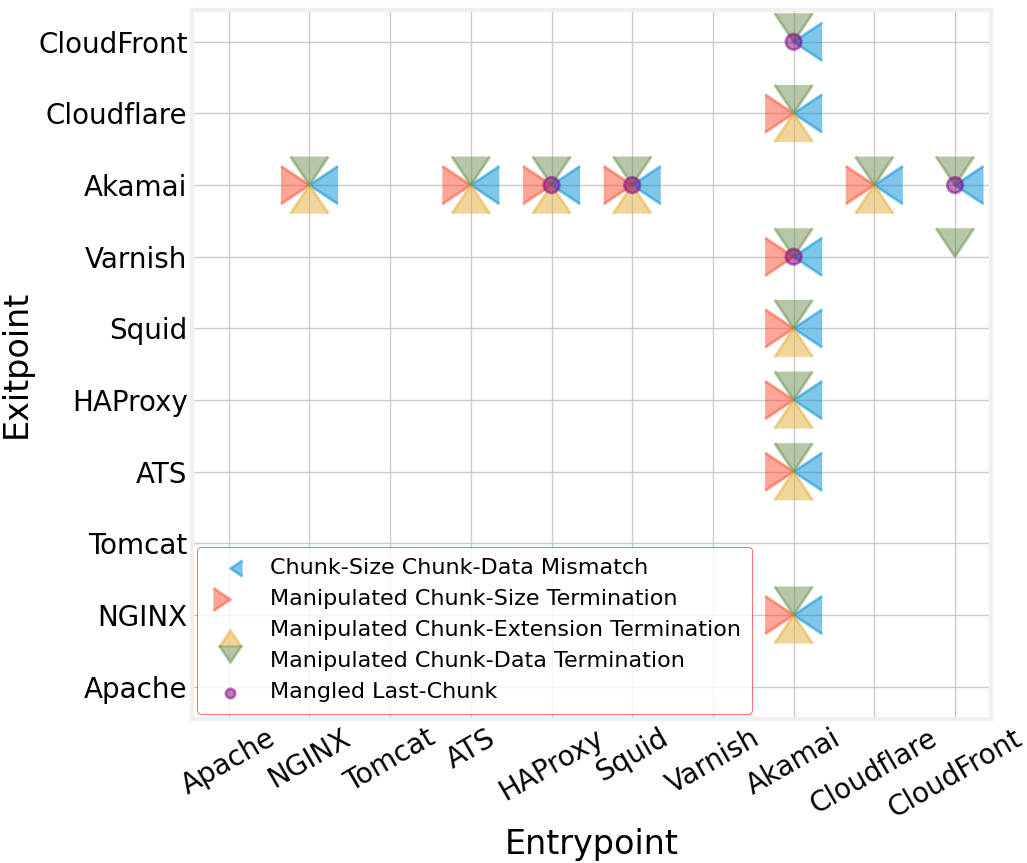 CloudFront
Cloudflare
Akamai
Varnish
Squid
HAProxy
ATS
Tomcat
NGINX
Apache
Exitpoint
Chunk-Size Chunk-Data Mismatch
Manipulated Chunk-Size Termination
Manipulated Chunk-Extension Termination
Manipulated Chunk-Data Termination
Mangled Last-Chunk
Apache
NGINX
Tomcat
ATS
HAProxy
Squid
Varnish
Akamai
Cloudflare
CloudFront
Entrypoint